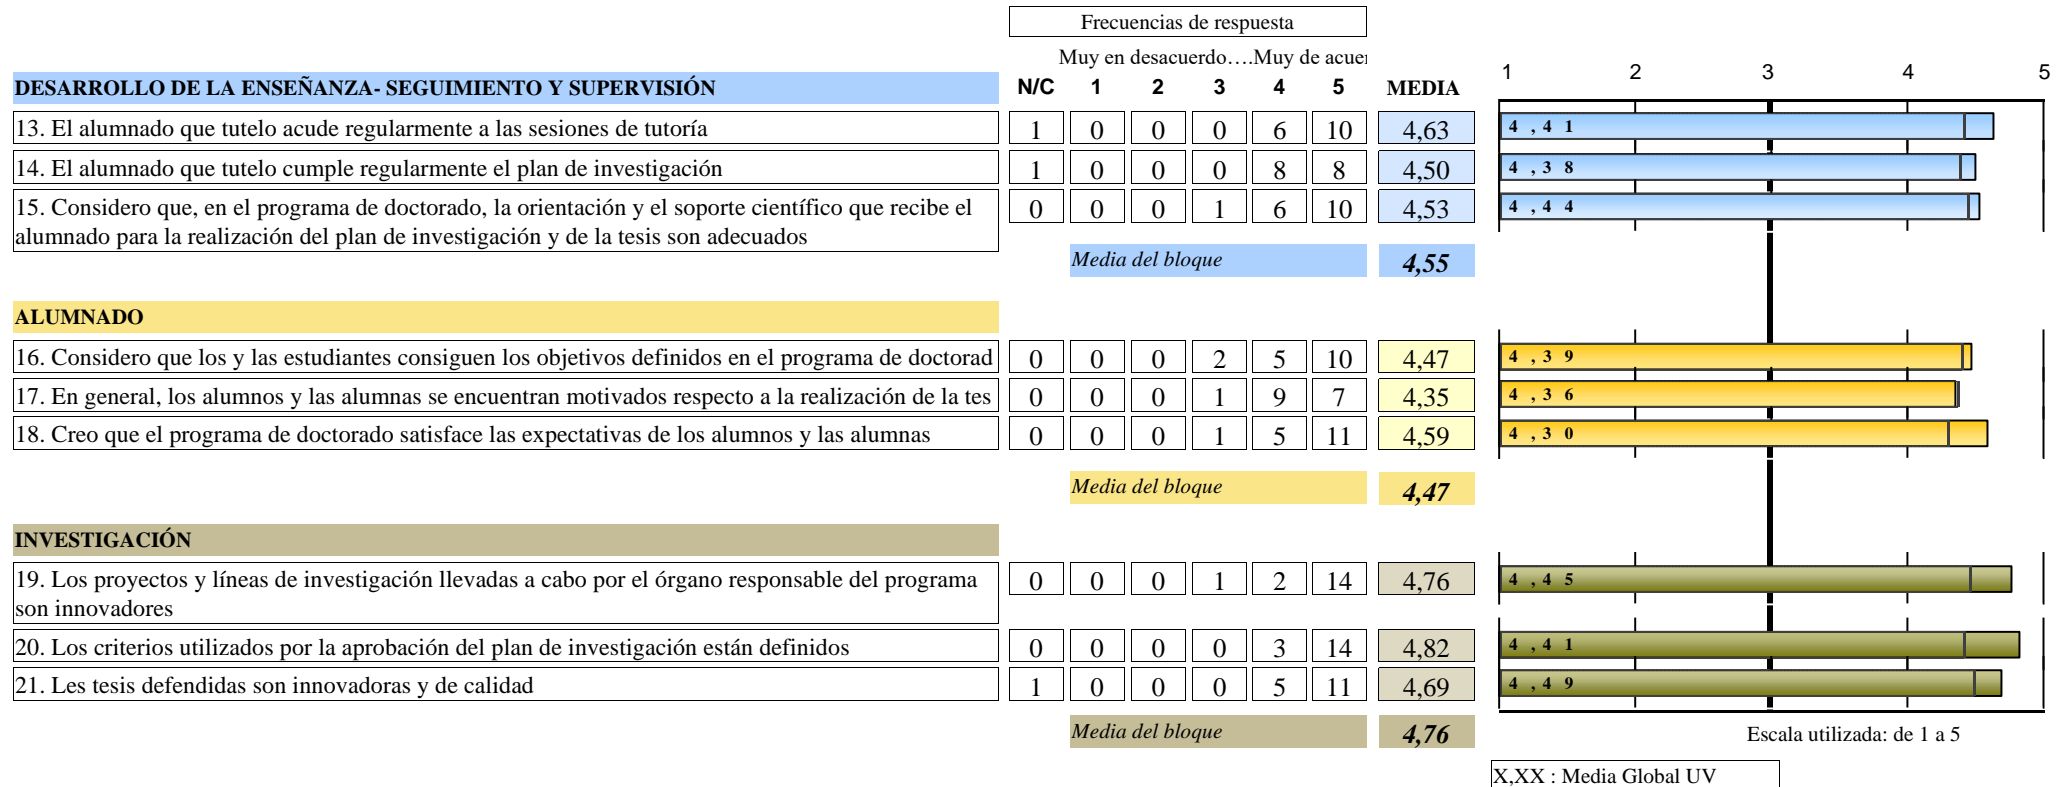 Frecuencias de respuesta
Muy en desacuerdo….Muy de acuer
DESARROLLO DE LA ENSEÑANZA- SEGUIMIENTO Y SUPERVISIÓN N/C 1 2 3 4 5 MEDIA 1 2 3 4 5
13. El alumnado que tutelo acude regularmente a las sesiones de tutoría 1 0 0 0 6 10 4,63 4,41
14. El alumnado que tutelo cumple regularmente el plan de investigación 1 0 0 0 8 8 4,50 4,38
15. Considero que, en el programa de doctorado, la orientación y el soporte científico que recibe el 0 0 0 1 6 10 4,53 4,44
alumnado para la realización del plan de investigación y de la tesis son adecuados
Media del bloque 4,55
ALUMNADO
16. Considero que los y las estudiantes consiguen los objetivos definidos en el programa de doctorad 0 0 0 2 5 10 4,47 4,39
17. En general, los alumnos y las alumnas se encuentran motivados respecto a la realización de la tes 0 0 0 1 9 7 4,35 4,36
18. Creo que el programa de doctorado satisface las expectativas de los alumnos y las alumnas 0 0 0 1 5 11 4,59 4,30
Media del bloque 4,47
INVESTIGACIÓN
19. Los proyectos y líneas de investigación llevadas a cabo por el órgano responsable del programa 0 0 0 1 2 14 4,76 4,45
son innovadores
20. Los criterios utilizados por la aprobación del plan de investigación están definidos 0 0 0 0 3 14 4,82 4,41
21. Les tesis defendidas son innovadoras y de calidad 1 0 0 0 5 11 4,69 4,49
Media del bloque 4,76
Escala utilizada: de 1 a 5
X,XX : Media Global UV